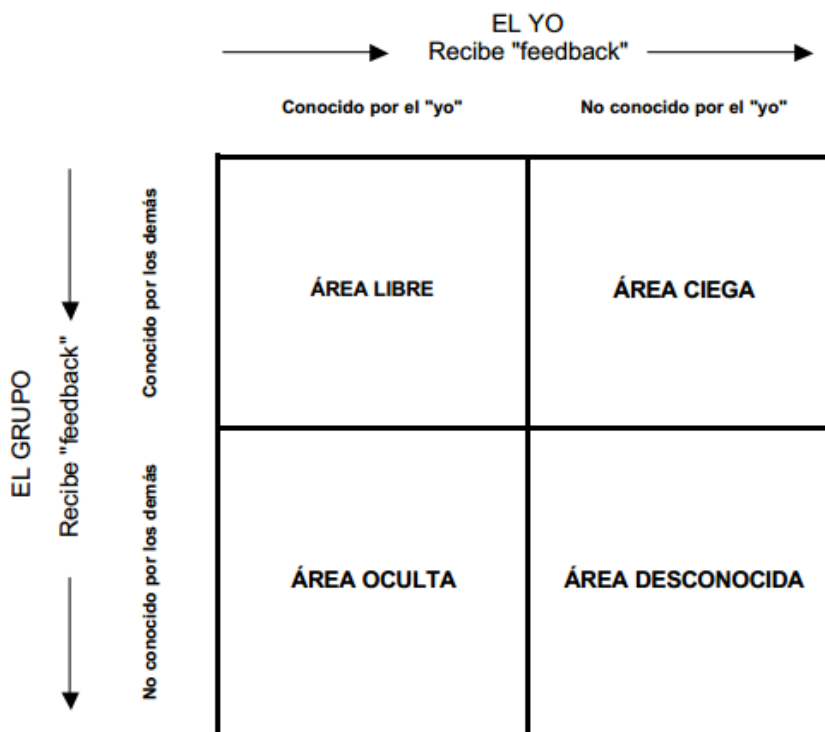 EL YO
Recibe "feedback"
Conocido por el "yo"
No conocido por el "yo"
EL GRUPO
Recibe "feedback"
Conocido por los demás
ÁREA LIBRE
ÁREA CIEGA
No conocido por los demás
ÁREA OCULTA
ÁREA DESCONOCIDA